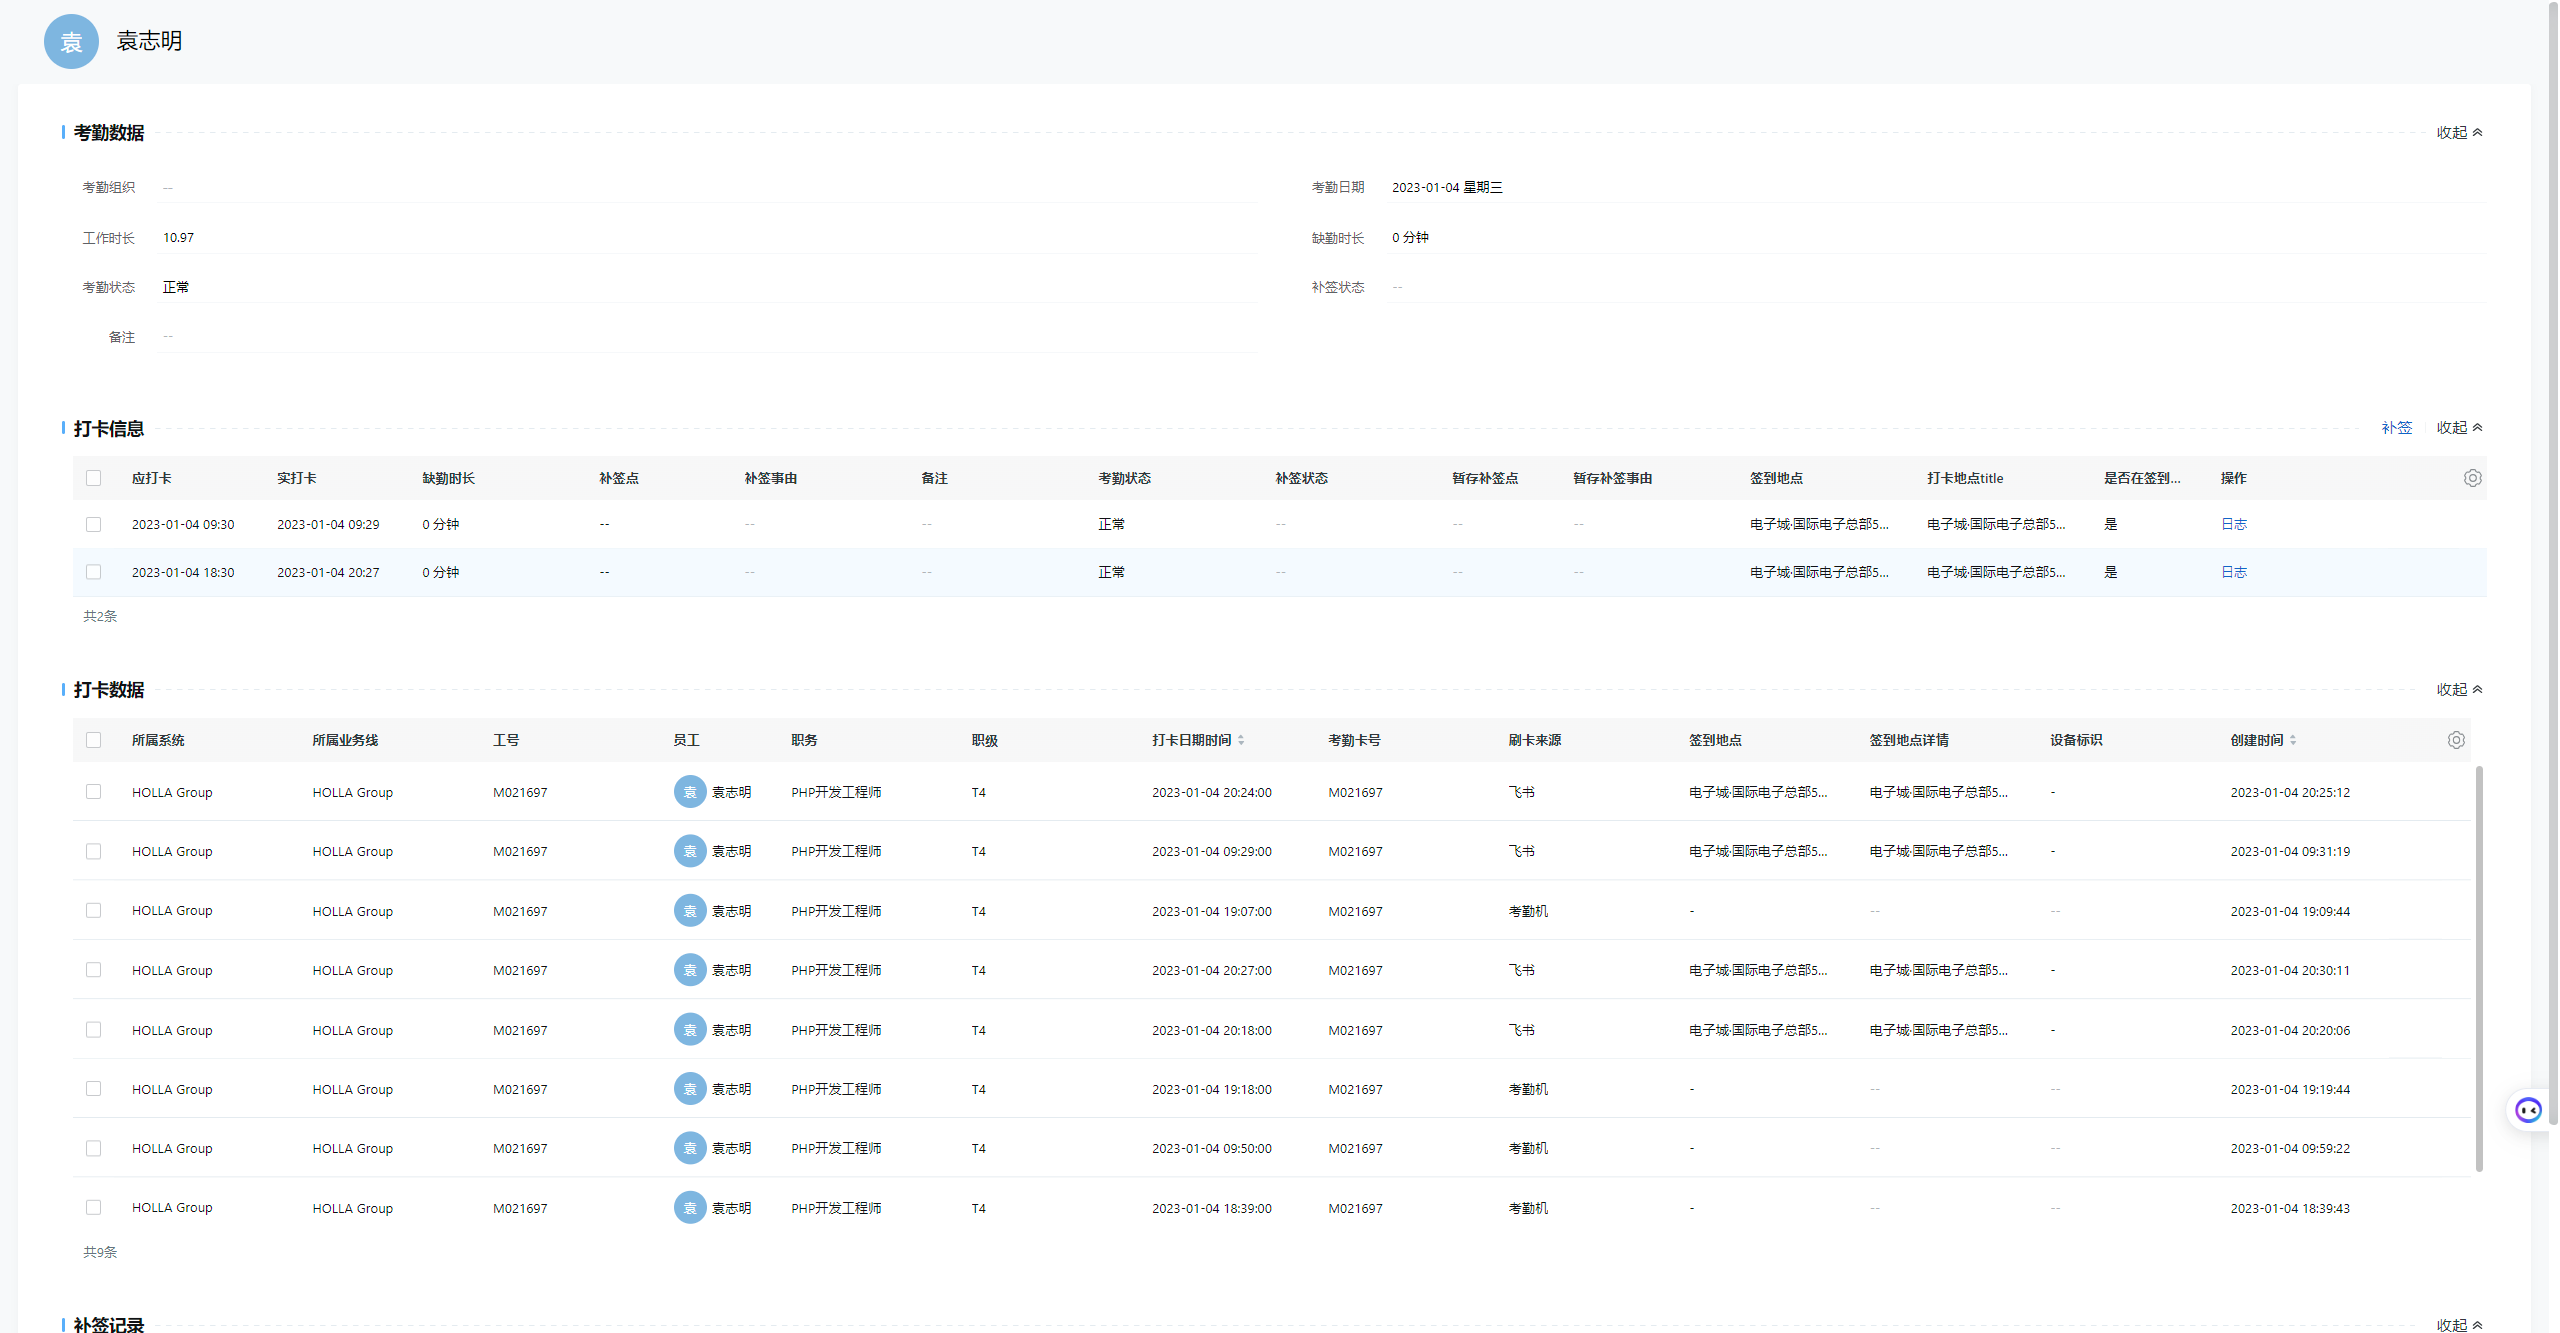 袁 袁志明
考勤数据 收起
考勤组织 -- 考勤日期 2023-01-04 星期三
工作时长 10.97 缺勤时长 0 分钟
考勤状态 正常 补签状态 --
备注 --
打卡信息 补签 收起
应打卡 实打卡 缺勤时长 补签点 补签事由 备注 考勤状态 补签状态 暂存补签点 暂存补签事由 签到地点 打卡地点title 是否在签到... 操作
2023-01-04 09:30 2023-01-04 09:29 0 分钟 -- -- -- 正常 -- -- -- 电子城·国际电子总部5... 电子城·国际电子总部5... 是 日志
2023-01-04 18:30 2023-01-04 20:27 0 分钟 -- -- -- 正常 -- -- -- 电子城·国际电子总部5... 电子城·国际电子总部5... 是 日志
共2条
打卡数据 收起
所属系统 所属业务线 工号 员工 职务 职级 打卡日期时间 考勤卡号 刷卡来源 签到地点 签到地点详情 设备标识 创建时间
HOLLA Group HOLLA Group M021697 袁 袁志明 PHP开发工程师 T4 2023-01-04 20:24:00 M021697 飞书 电子城·国际电子总部5... 电子城·国际电子总部5... - 2023-01-04 20:25:12
HOLLA Group HOLLA Group M021697 袁 袁志明 PHP开发工程师 T4 2023-01-04 09:29:00 M021697 飞书 电子城·国际电子总部5... 电子城·国际电子总部5... - 2023-01-04 09:31:19
HOLLA Group HOLLA Group M021697 袁 袁志明 PHP开发工程师 T4 2023-01-04 19:07:00 M021697 考勤机 - -- -- 2023-01-04 19:09:44
HOLLA Group HOLLA Group M021697 袁 袁志明 PHP开发工程师 T4 2023-01-04 20:27:00 M021697 飞书 电子城·国际电子总部5... 电子城·国际电子总部5... - 2023-01-04 20:30:11
HOLLA Group HOLLA Group M021697 袁 袁志明 PHP开发工程师 T4 2023-01-04 20:18:00 M021697 飞书 电子城·国际电子总部5... 电子城·国际电子总部5... - 2023-01-04 20:20:06
HOLLA Group HOLLA Group M021697 袁 袁志明 PHP开发工程师 T4 2023-01-04 19:18:00 M021697 考勤机 - -- -- 2023-01-04 19:19:44
HOLLA Group HOLLA Group M021697 袁 袁志明 PHP开发工程师 T4 2023-01-04 09:50:00 M021697 考勤机 - -- -- 2023-01-04 09:59:22
HOLLA Group HOLLA Group M021697 袁 袁志明 PHP开发工程师 T4 2023-01-04 18:39:00 M021697 考勤机 - -- -- 2023-01-04 18:39:43
共9条
补签记录 收起